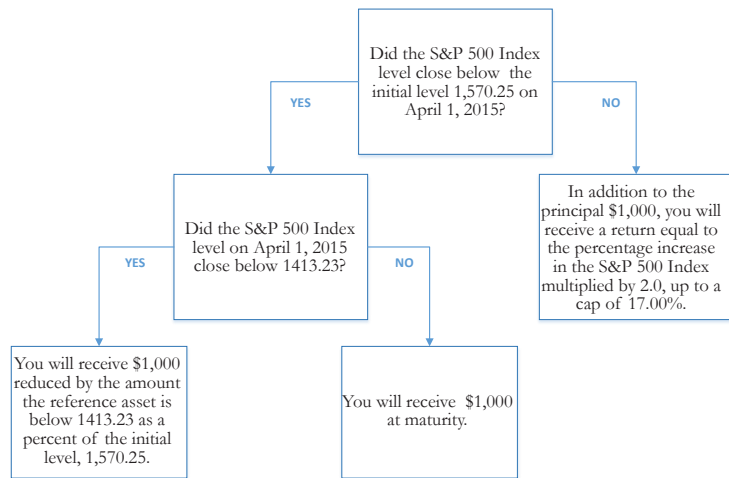 Did the S&P 500 Index
level close below the
initial level 1,570.25 on
April 1, 2015?
YES
NO
Did the S&P 500 Index
level on April 1, 2015
close below 1413.23?
In addition to the
principal $1,000, you will
receive a return equal to
the percentage increase
in the S&P 500 Index
multiplied by 2.0, up to a
cap of 17.00%.
YES
NO
You will receive $1,000
reduced by the amount
the reference asset is
below 1413.23 as a
percent of the initial
level, 1,570.25.
You will receive $1,000
at maturity.